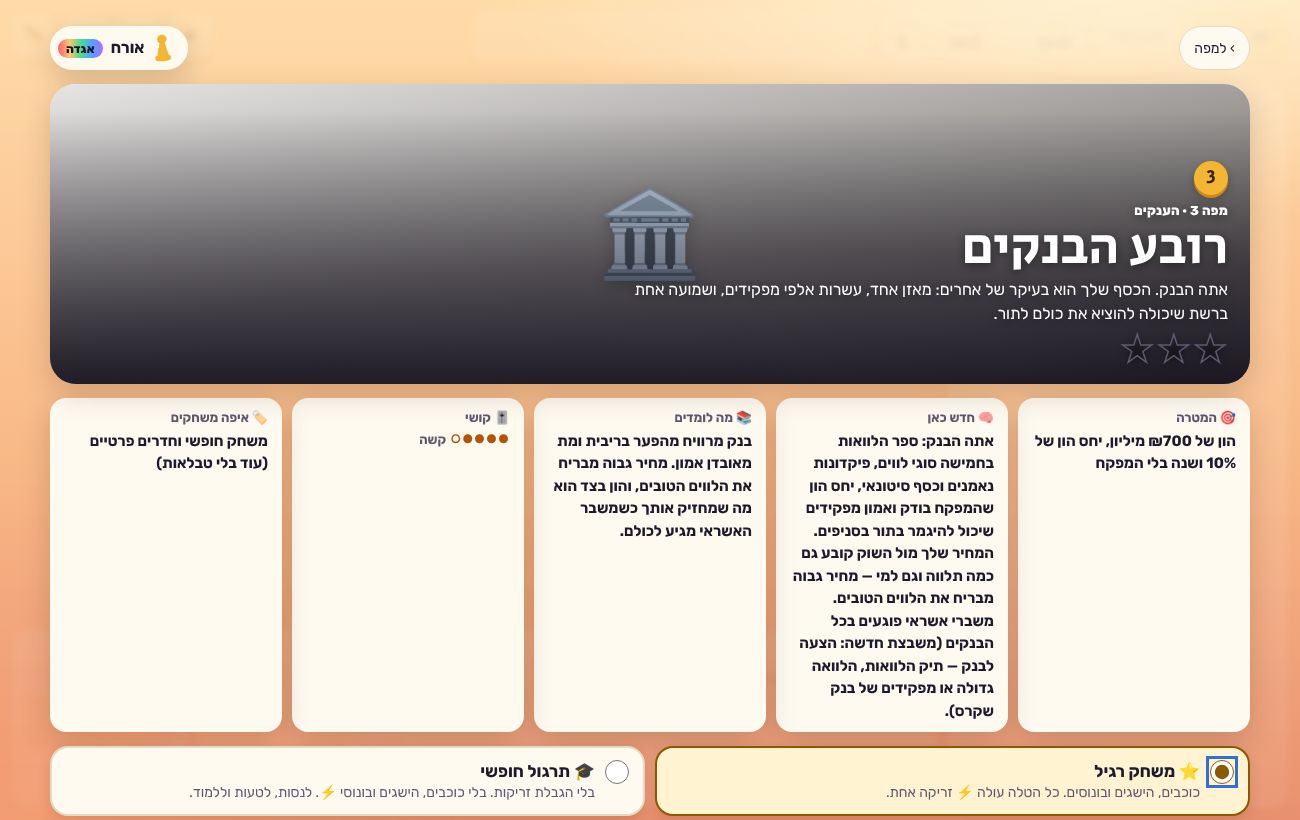 ‹ למפה
אורח אגדה
3
מפה 3 • הענקים
רובע הבנקים
אתה הבנק. הכסף שלך הוא בעיקר של אחרים: מאזן אחד, עשרות אלפי מפקידים, ושמועה אחת
ברשת שיכולה להוציא את כולם לתור.
🎯 המטרה
הון של ₪700 מיליון, יחס הון של
10% ושנה בלי המפקח
🧠 חדש כאן
אתה הבנק: ספר הלוואות
בחמישה סוגי לווים, פיקדונות
נאמנים וכסף סיטונאי, יחס הון
שהמפקח בודק ואמון מפקידים
שיכול להיגמר בתור בסניפים.
המחיר שלך מול השוק קובע גם
כמה תלווה וגם למי – מחיר גבוה
מבריח את הלווים הטובים.
משברי אשראי פוגעים בכל
הבנקים (משבצת חדשה: הצעה
לבנק – תיק הלוואות, הלוואה
גדולה או מפקידים של בנק
שקרס).
📚 מה לומדים
בנק מרוויח מהפער בריבית ומת
מאובדן אמון. מחיר גבוה מבריח
את הלווים הטובים, והון בצד הוא
מה שמחזיק אותך כשמשבר
האשראי מגיע לכולם.
🎚️ קושי
קשה
🏷️ איפה משחקים
משחק חופשי וחדרים פרטיים
(עוד בלי טבלאות)
⭐ משחק רגיל
כוכבים, הישגים ובונוסים. כל הטלה עולה ⚡ זריקה אחת.
🎓 תרגול חופשי
בלי הגבלת זריקות. בלי כוכבים, הישגים ובונוסי ⚡. לנסות, לטעות וללמוד.